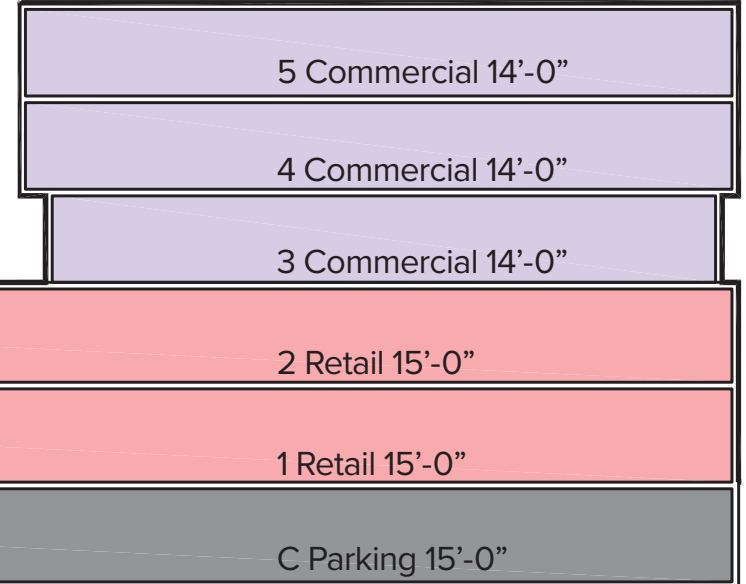 5 Commercial 14’-0”
4 Commercial 14’-0”
3 Commercial 14’-0”
2 Retail 15’-0”
1 Retail 15’-0”
C Parking 15’-0”